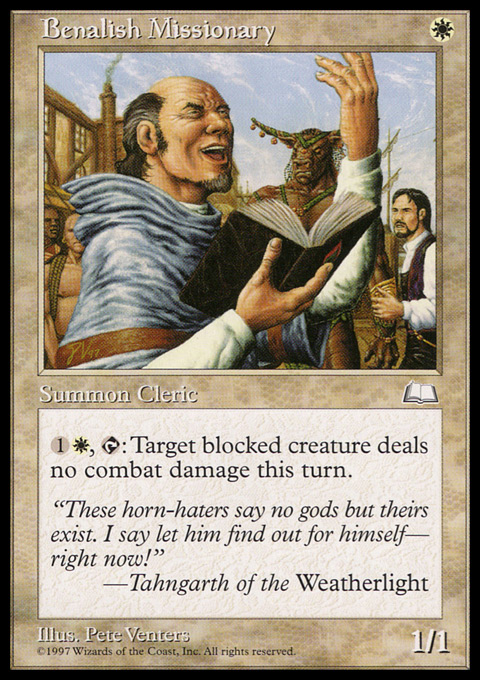 Benalish Missionary
Summon Cleric
1, : Target blocked creature deals
no combat damage this turn.
“These horn-haters say no gods but theirs
exist. I say let him find out for himself—
right now!”
—Tahngarth of the Weatherlight
Illus. Pete Venters
©1997 Wizards of the Coast, Inc. All rights reserved.
1/1